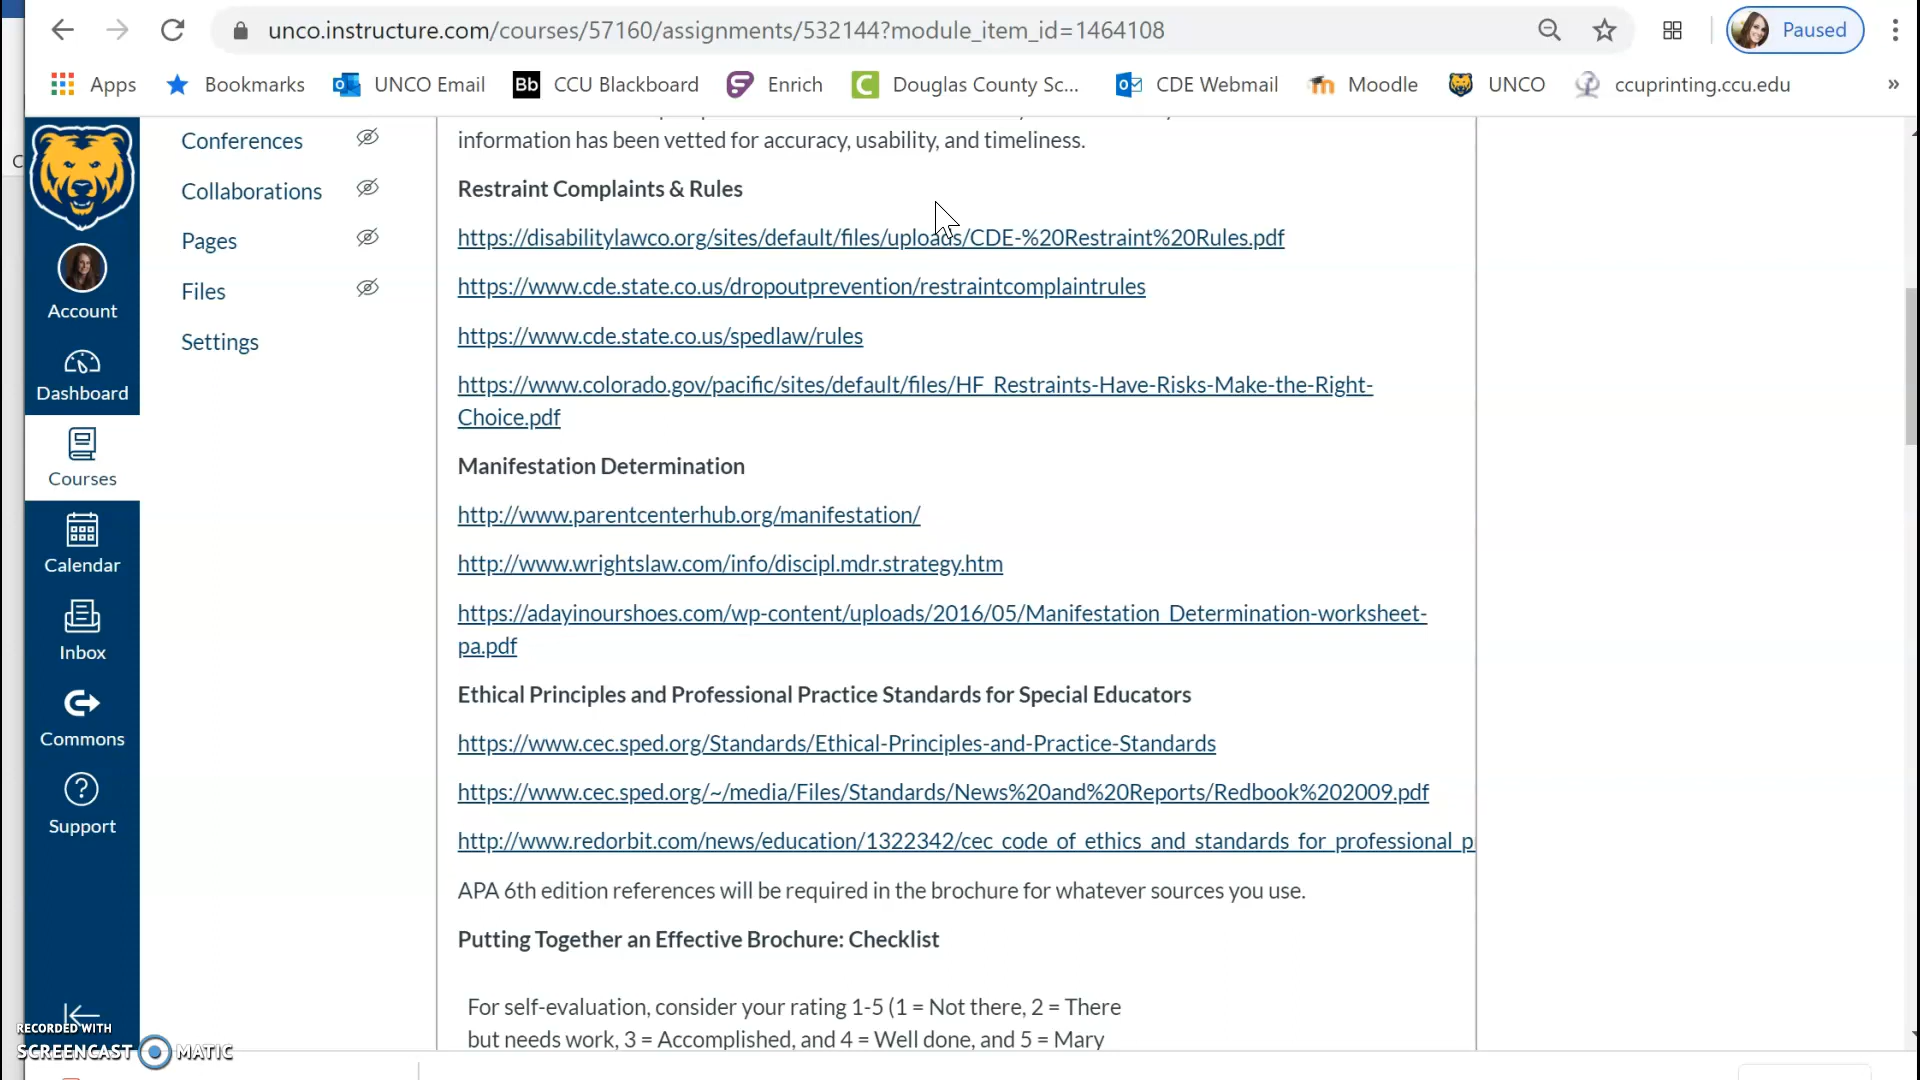 unco.instructure.com/courses/57160/assignments/532144?module_item_id=1464108
Paused
Apps
Bookmarks
UNCO Email
Bb CCU Blackboard
Enrich
Douglas County Sc...
CDE Webmail
Moodle
UNCO
ccuprinting.ccu.edu
»
Account
Dashboard
Courses
Calendar
Inbox
Commons
Support
Conferences
Collaborations
Pages
Files
Settings
information has been vetted for accuracy, usability, and timeliness.
Restraint Complaints & Rules
https://disabilitylawco.org/sites/default/files/uploads/CDE-%20Restraint%20Rules.pdf
https://www.cde.state.co.us/dropoutprevention/restraintcomplaintrules
https://www.cde.state.co.us/spedlaw/rules
https://www.colorado.gov/pacific/sites/default/files/HF_Restraints-Have-Risks-Make-the-Right-
Choice.pdf
Manifestation Determination
http://www.parentcenterhub.org/manifestation/
http://www.wrightslaw.com/info/discipl.mdr.strategy.htm
https://adayinourshoes.com/wp-content/uploads/2016/05/Manifestation_Determination-worksheet-
pa.pdf
Ethical Principles and Professional Practice Standards for Special Educators
https://www.cec.sped.org/Standards/Ethical-Principles-and-Practice-Standards
https://www.cec.sped.org/~/media/Files/Standards/News%20and%20Reports/Redbook%202009.pdf
http://www.redorbit.com/news/education/1322342/cec_code_of_ethics_and_standards_for_professional_p
APA 6th edition references will be required in the brochure for whatever sources you use.
Putting Together an Effective Brochure: Checklist
For self-evaluation, consider your rating 1-5 (1 = Not there, 2 = There
but needs work, 3 = Accomplished, and 4 = Well done, and 5 = Mary
RECORDED WITH
SCREENCAST MATIC